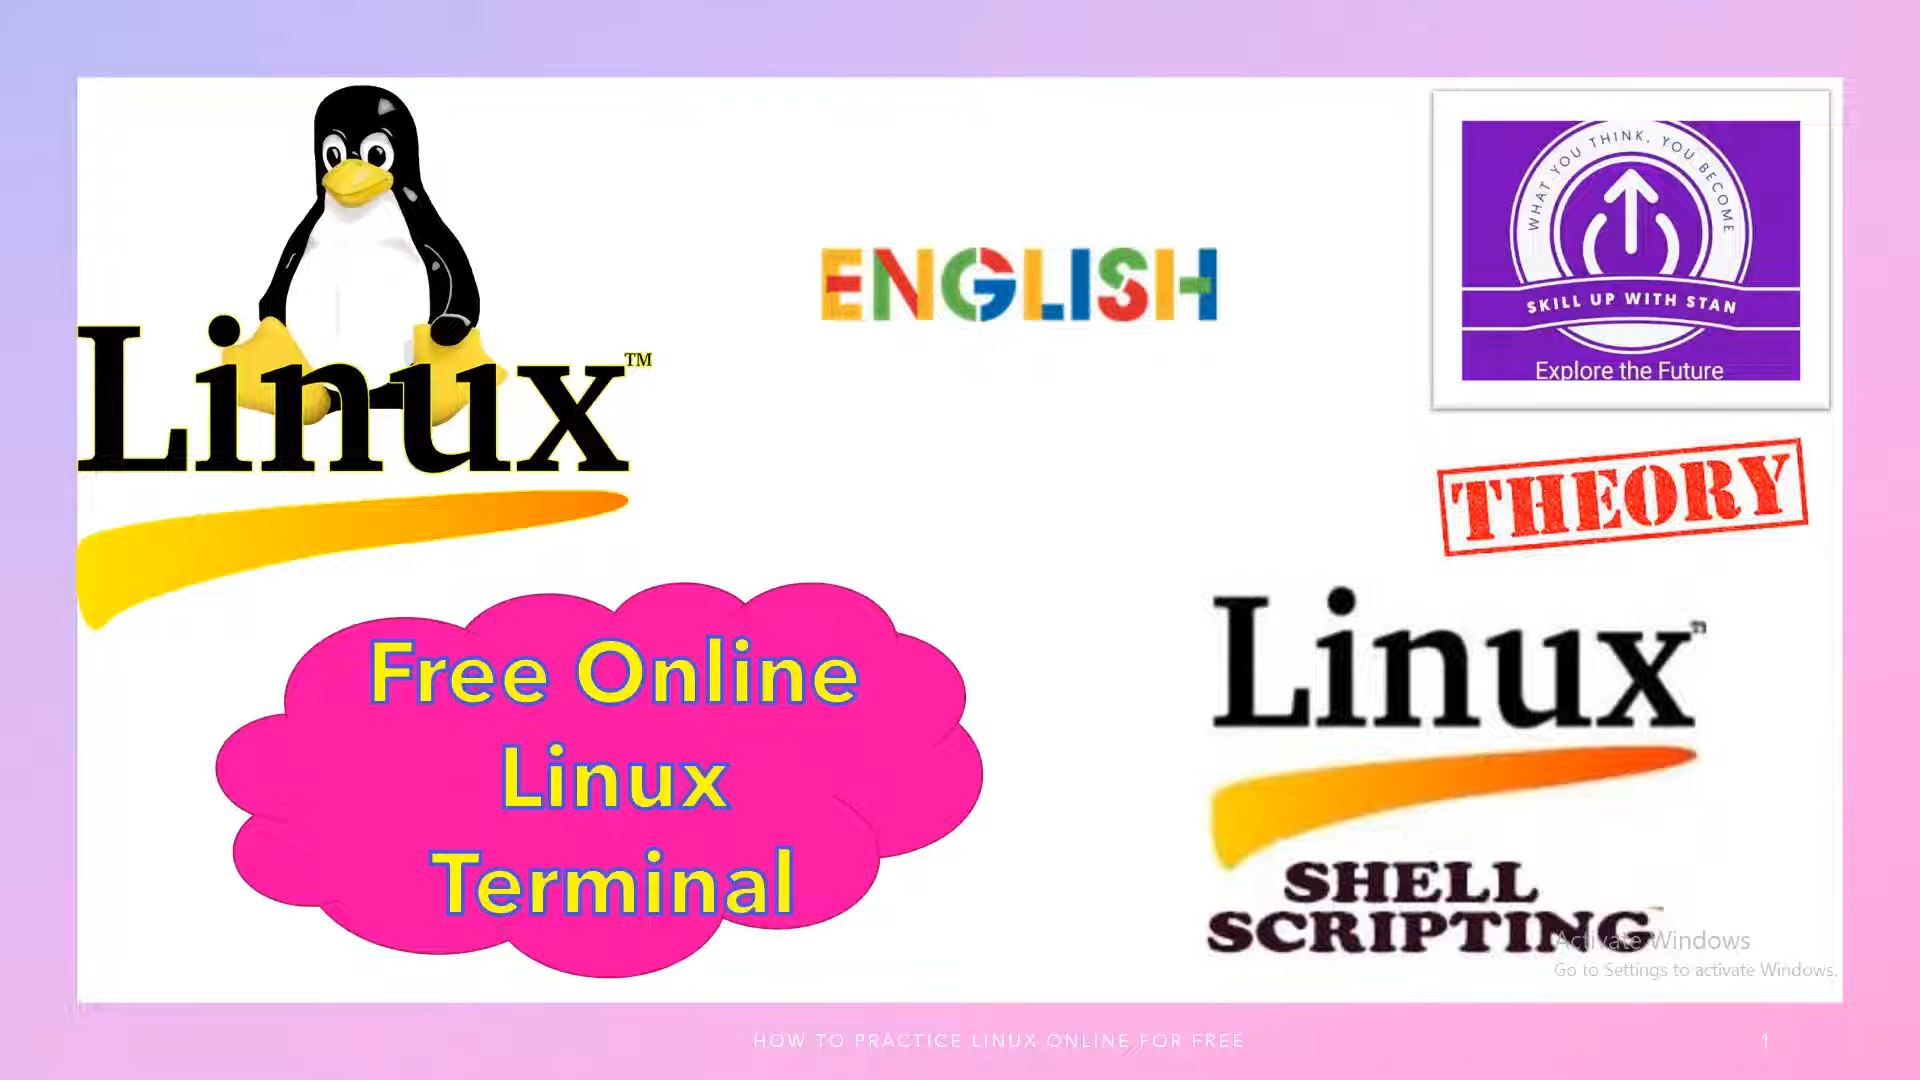 Linux™
ENGLISH
WHAT YOU THINK, YOU BECOME
SKILL UP WITH STAN
Explore the Future
THEORY
Free Online
Linux
Terminal
Linux™
SHELL
SCRIPTING
Activate Windows
Go to Settings to activate Windows.
HOW TO PRACTICE LINUX ONLINE FOR FREE
1